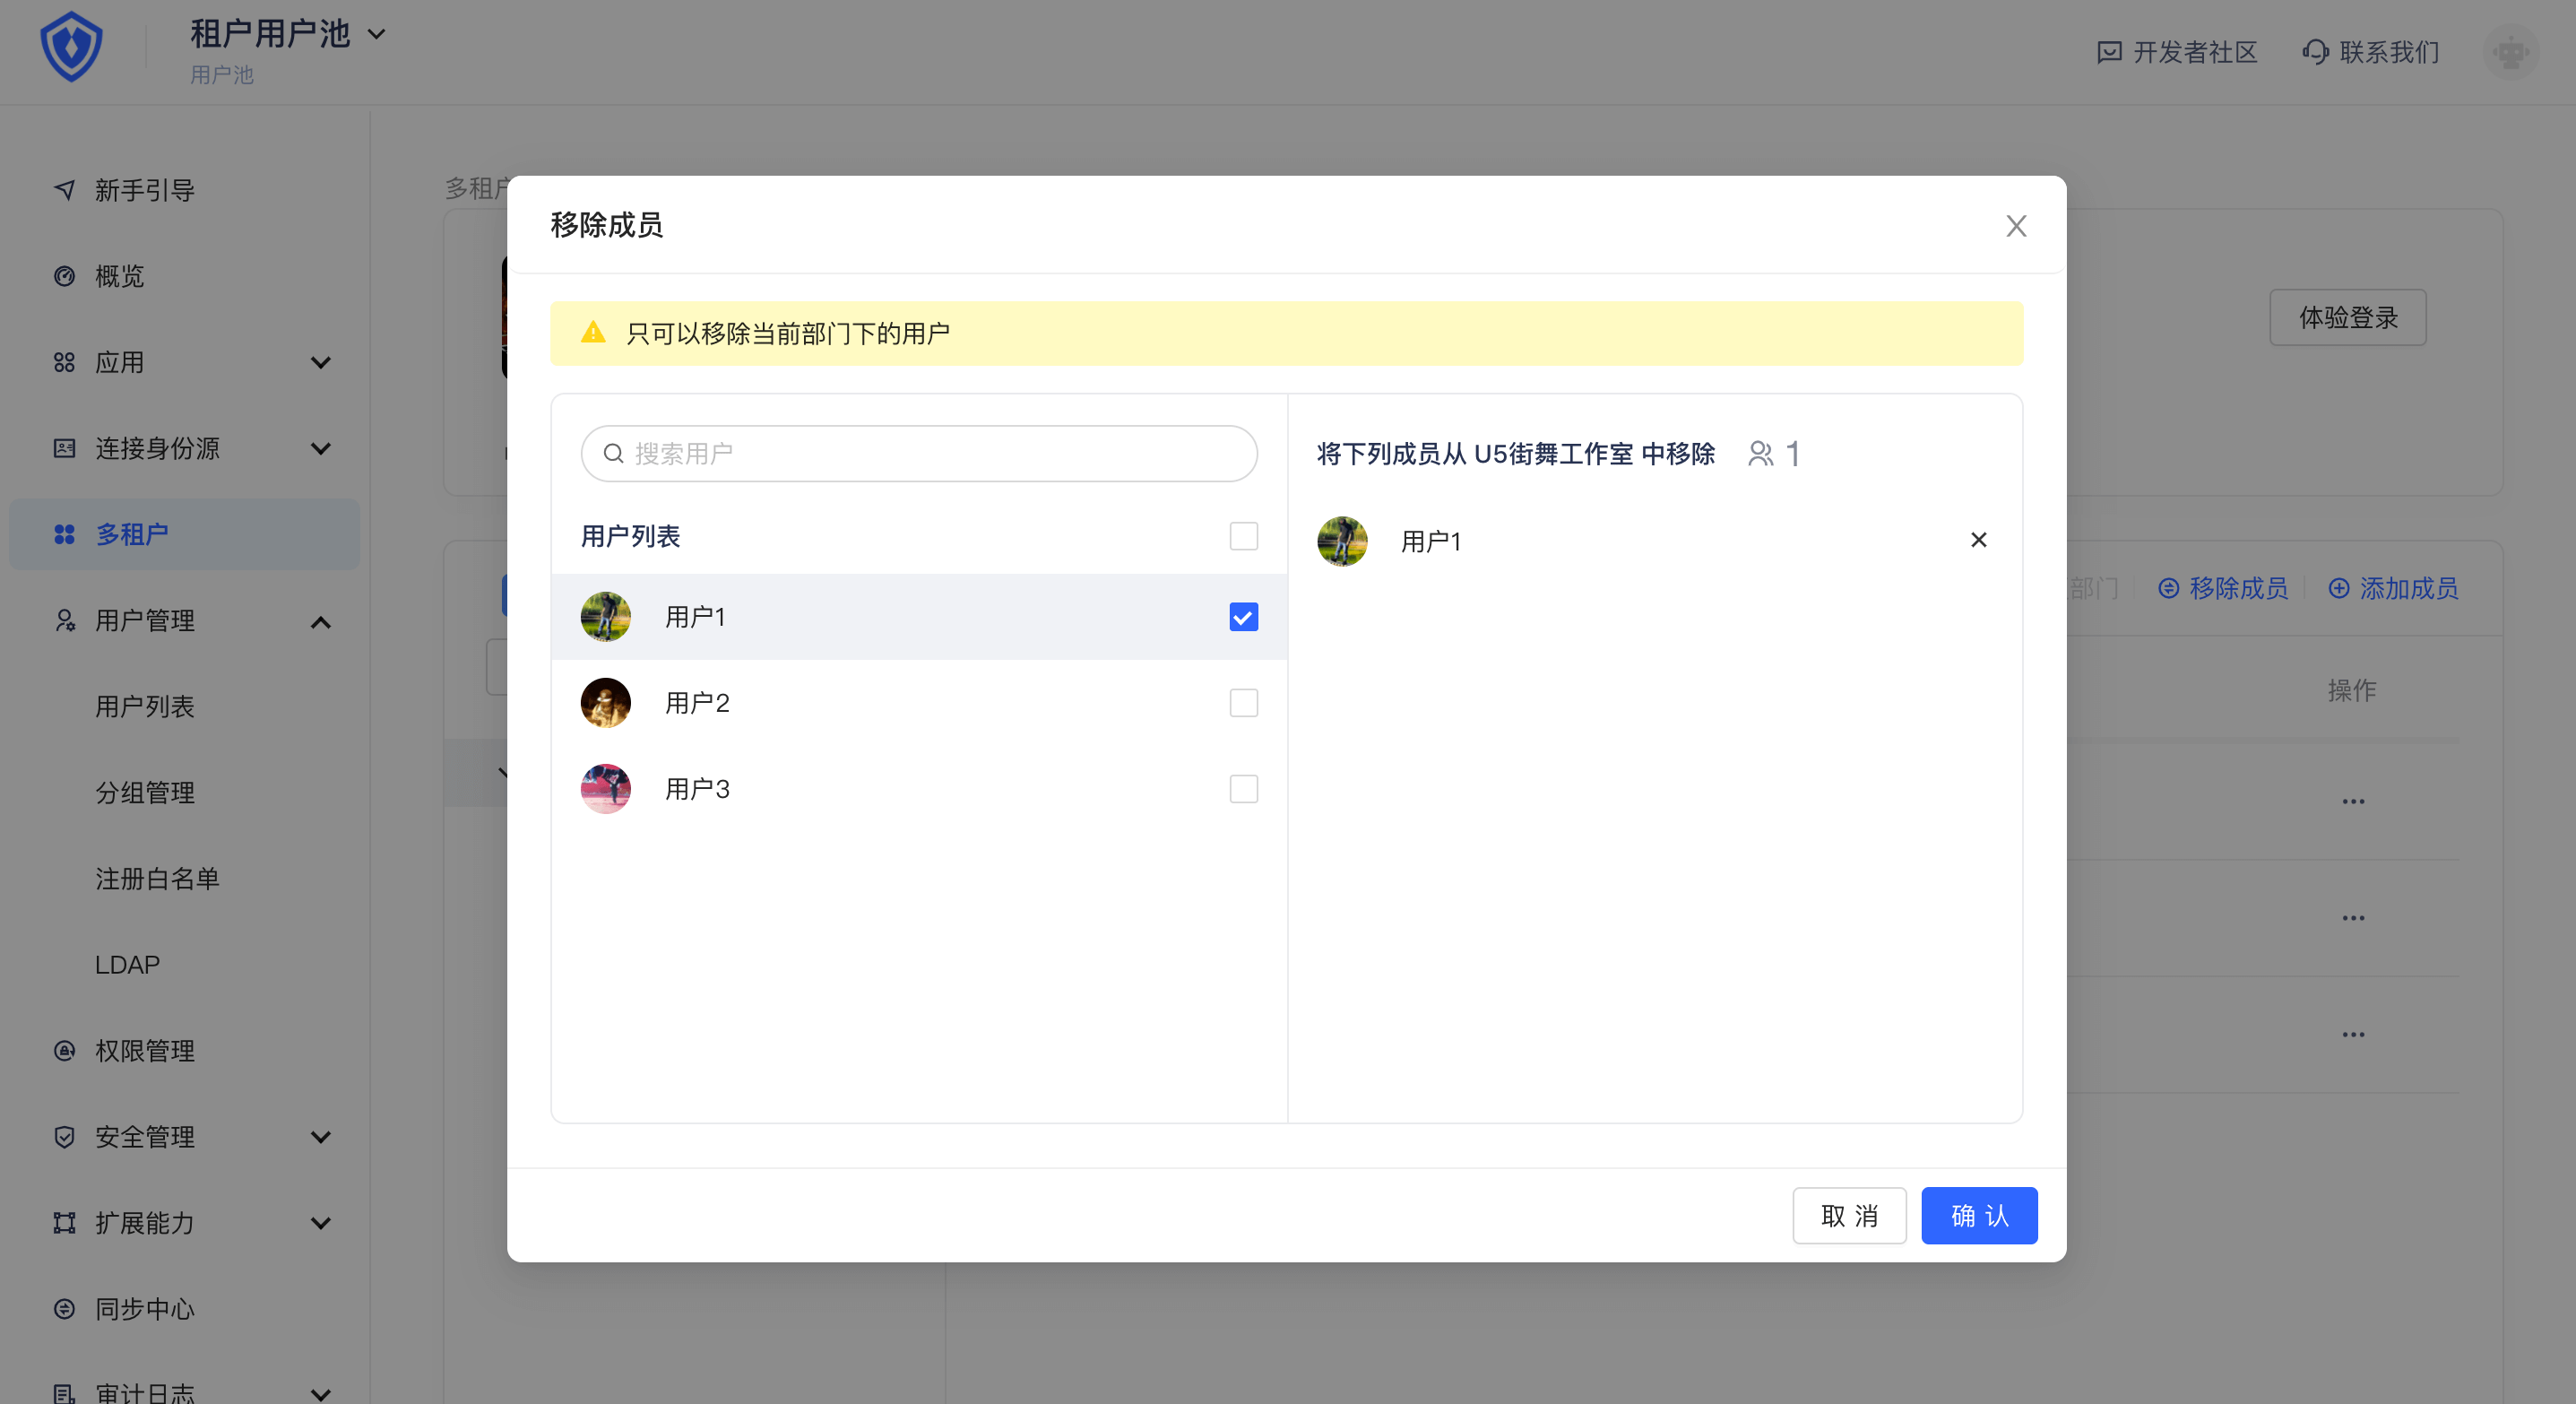 租户用户池
用户池
开发者社区
联系我们
新手引导
概览
应用
连接身份源
多租户
用户管理
用户列表
分组管理
注册白名单
LDAP
权限管理
安全管理
扩展能力
同步中心
审计日志
多租户
体验登录
部门
移除成员
添加成员
操作
移除成员
只可以移除当前部门下的用户
搜索用户
用户列表
用户1
用户2
用户3
将下列成员从 U5街舞工作室 中移除 1
用户1
取 消
确 认